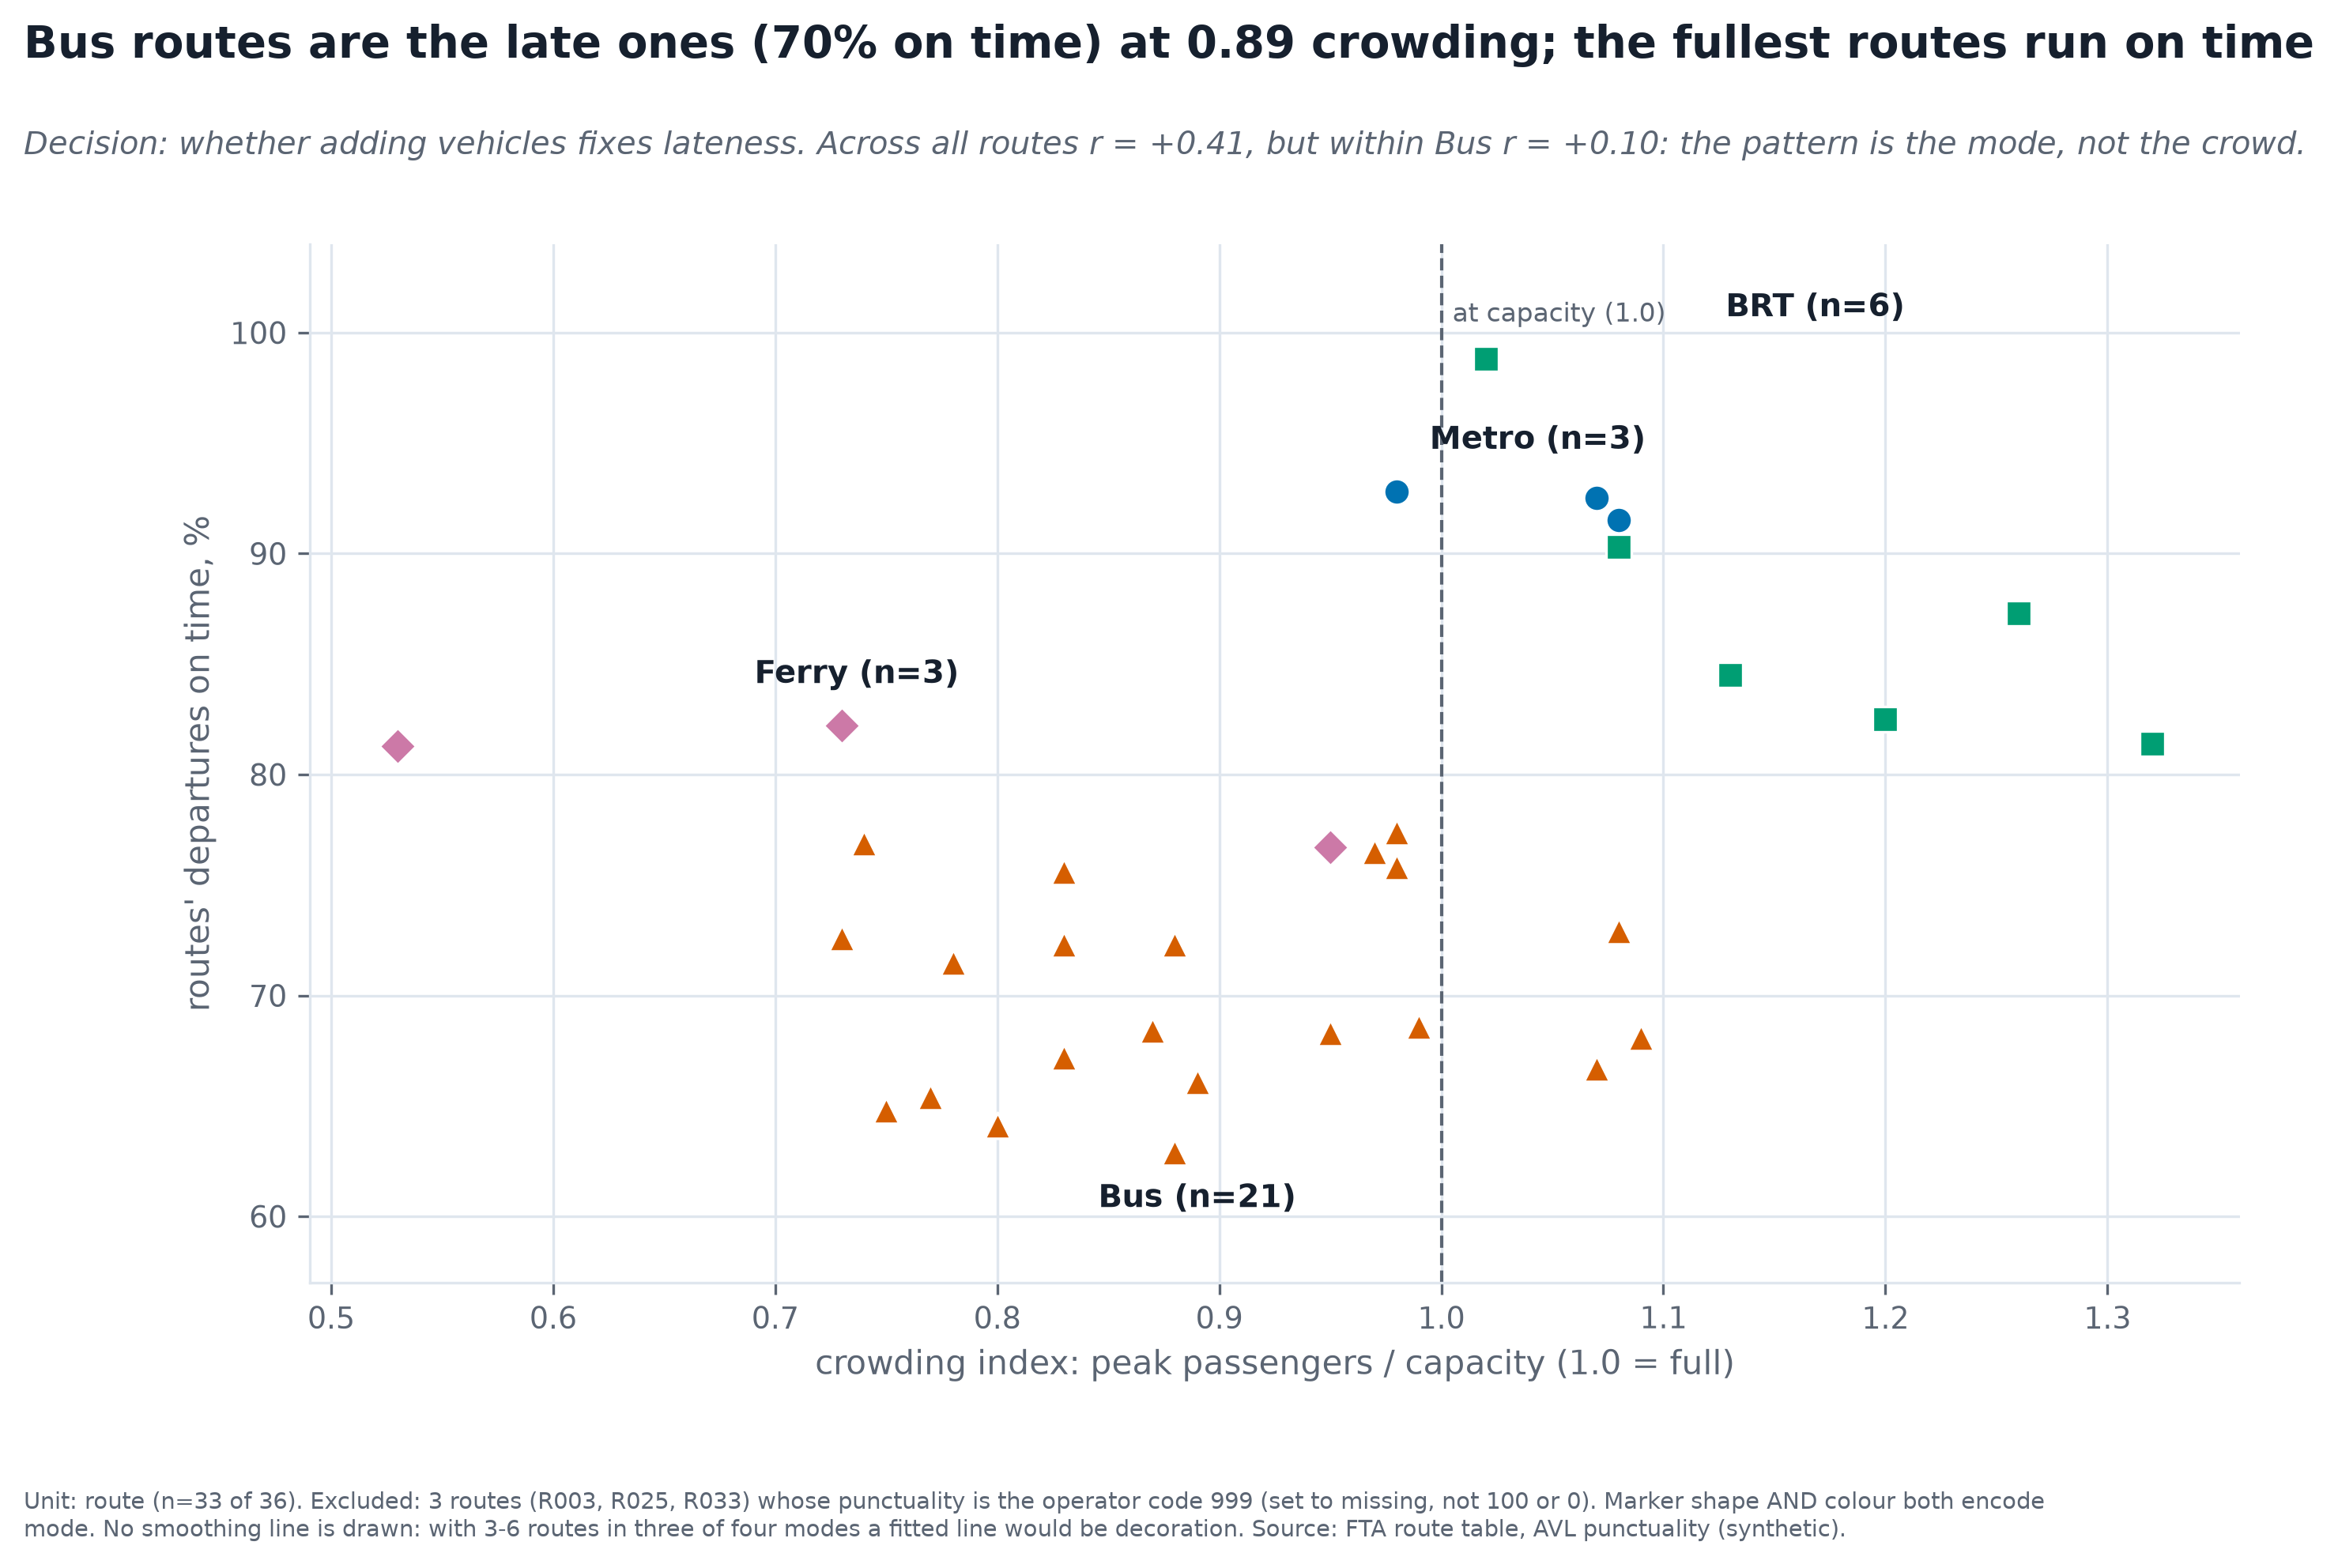 Bus routes are the late ones (70% on time) at 0.89 crowding; the fullest routes run on time
Decision: whether adding vehicles fixes lateness. Across all routes r = +0.41, but within Bus r = +0.10: the pattern is the mode, not the crowd.
at capacity (1.0)
BRT (n=6)
Metro (n=3)
Ferry (n=3)
Bus (n=21)
routes' departures on time, %
100
90
80
70
60
0.5
0.6
0.7
0.8
0.9
1.0
1.1
1.2
1.3
crowding index: peak passengers / capacity (1.0 = full)
Unit: route (n=33 of 36). Excluded: 3 routes (R003, R025, R033) whose punctuality is the operator code 999 (set to missing, not 100 or 0). Marker shape AND colour both encode
mode. No smoothing line is drawn: with 3-6 routes in three of four modes a fitted line would be decoration. Source: FTA route table, AVL punctuality (synthetic).